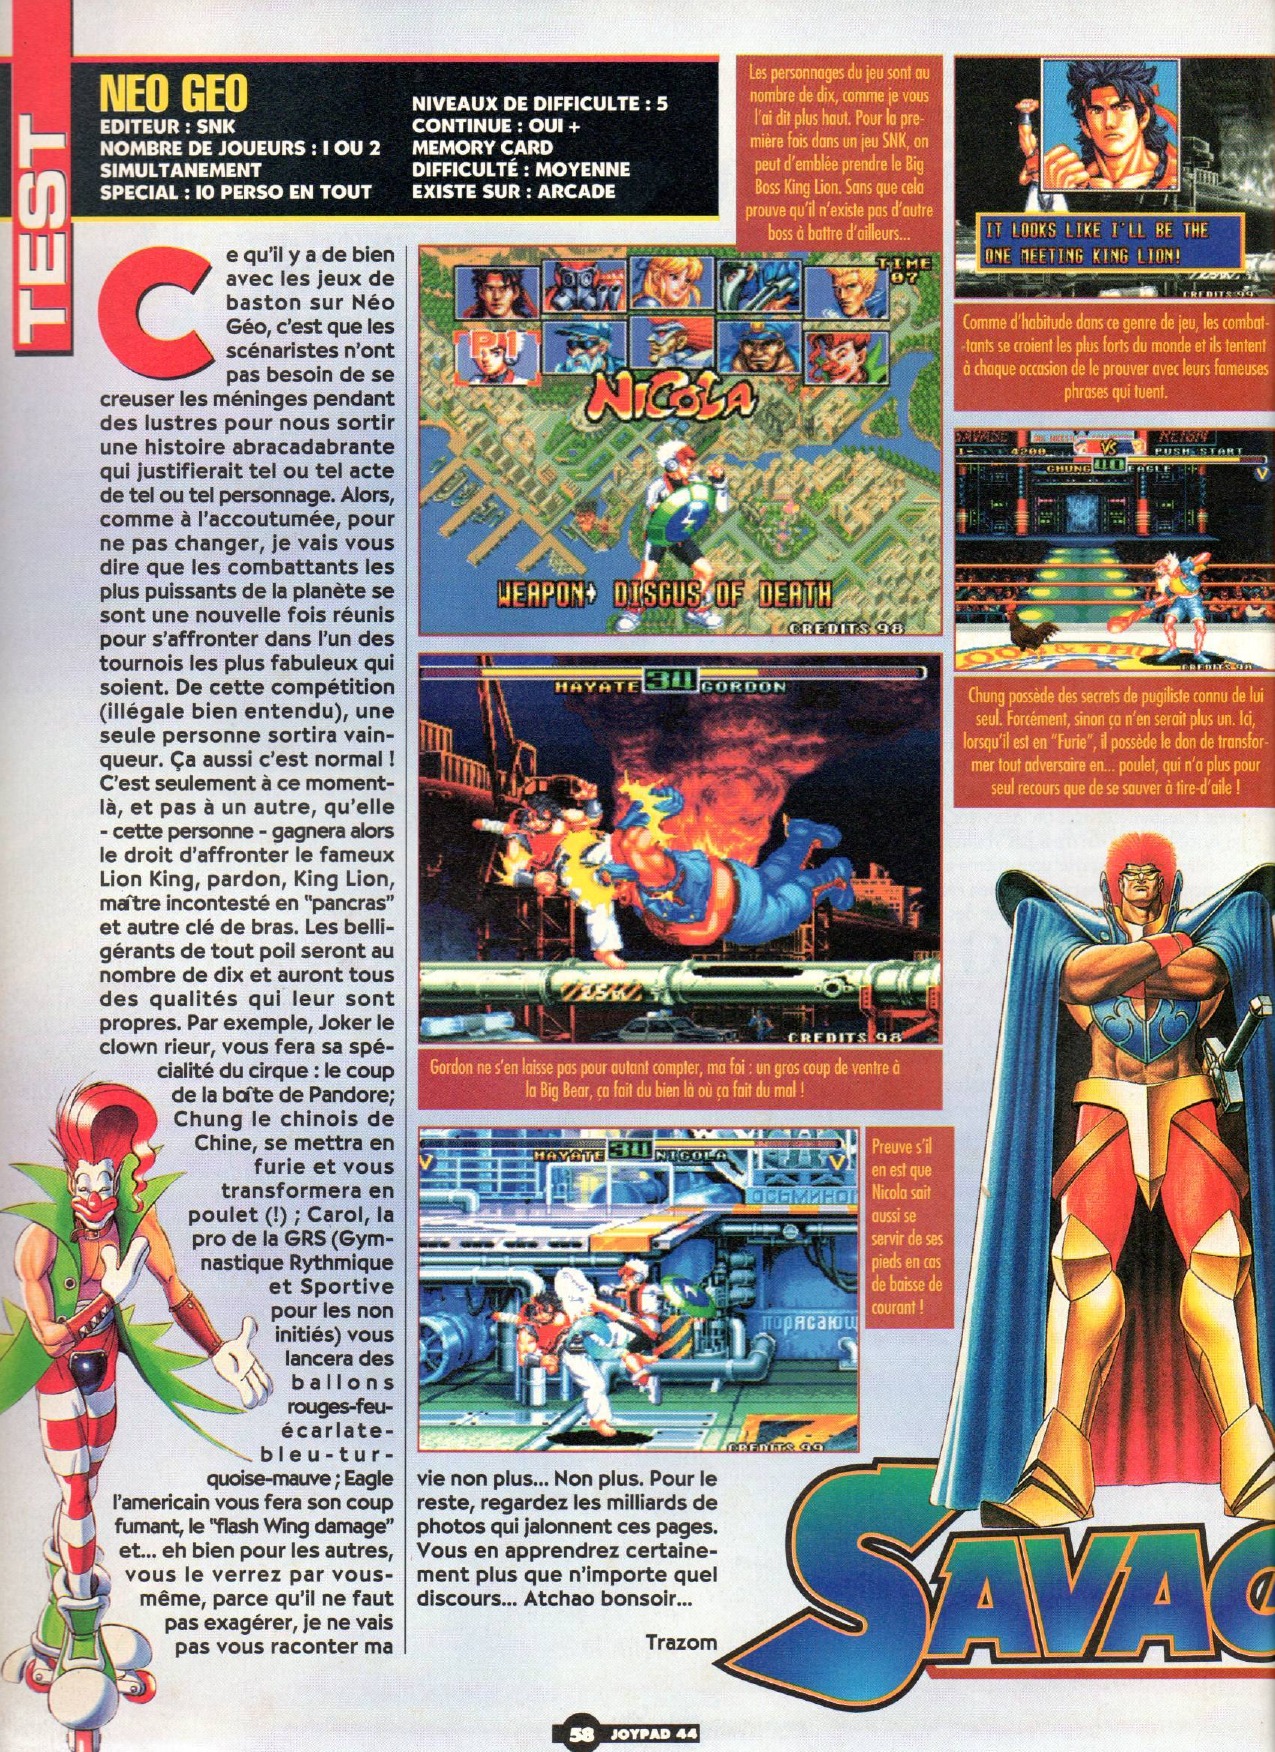 TEST
NEO GEO
EDITEUR : SNK
NOMBRE DE JOUEURS : 1 OU 2
SIMULTANEMENT
SPECIAL : 10 PERSO EN TOUT
NIVEAUX DE DIFFICULTE : 5
CONTINUE : OUI +
MEMORY CARD
DIFFICULTÉ : MOYENNE
EXISTE SUR : ARCADE
Ce qu'il y a de bien
avec les jeux de
baston sur Néo
Géo, c'est que les
scénaristes n'ont
pas besoin de se
creuser les méninges pendant
des lustres pour nous sortir
une histoire abracadabrante
qui justifierait tel ou tel acte
de tel ou tel personnage. Alors,
comme à l'accoutumée, pour
ne pas changer, je vais vous
dire que les combattants les
plus puissants de la planète se
sont une nouvelle fois réunis
pour s'affronter dans l'un des
tournois les plus fabuleux qui
soient. De cette compétition
(illégale bien entendu), une
seule personne sortira vain-
queur. Ça aussi c'est normal !
C'est seulement à ce moment-
là, et pas à un autre, qu'elle
- cette personne - gagnera alors
le droit d'affronter le fameux
Lion King, pardon, King Lion,
maître incontesté en "pancras"
et autre clé de bras. Les belli-
gérants de tout poil seront au
nombre de dix et auront tous
des qualités qui leur sont
propres. Par exemple, Joker le
clown rieur, vous fera sa spé-
cialité du cirque : le coup
de la boîte de Pandore;
Chung le chinois de
Chine, se mettra en
furie et vous
transformera en
poulet (!) ; Carol, la
pro de la GRS (Gym-
nastique Rythmique
et Sportive
pour les non
initiés) vous
lancera des
ballons
rouges-feu-
écarlate-
bleu-tur-
quoise-mauve ; Eagle
l'americain vous fera son coup
fumant, le "flash Wing damage"
et... eh bien pour les autres,
vous le verrez par vous-
même, parce qu'il ne faut
pas exagérer, je ne vais
pas vous raconter ma
vie non plus... Non plus. Pour le
reste, regardez les milliards de
photos qui jalonnent ces pages.
Vous en apprendrez certaine-
ment plus que n'importe quel
discours... Atchao bonsoir...
Trazom
TIME
87
P1
NICOLA
WEAPON DISCUS OF DEATH
CREDITS 98
HAYATE 30 GORDON
25W
CREDITS 98
Gordon ne s'en laisse pas pour autant compter, ma foi : un gros coup de ventre à
la Big Bear, ça fait du bien là où ça fait du mal !
HAYATE 30 NICOLA
V
V
ОСЬМИНОГ
порясающ
CREDITS 99
Preuve s'il
en est que
Nicola sait
aussi se
servir de ses
pieds en cas
de baisse de
courant !
Les personnages du jeu sont au
nombre de dix, comme je vous
l'ai dit plus haut. Pour la pre-
mière fois dans un jeu SNK, on
peut d'emblée prendre le Big
Boss King Lion. Sans que cela
prouve qu'il n'existe pas d'autre
boss à battre d'ailleurs...
IT LOOKS LIKE I'LL BE THE
ONE MEETING KING LION!
CREDITS 99
Comme d'habitude dans ce genre de jeu, les combat-
-tants se croient les plus forts du monde et ils tentent
à chaque occasion de le prouver avec leurs fameuses
phrases qui tuent.
SAVAGE
REIGN
VS
4200
PUSH START
CHUNG
EAGLE
V
CREDITS 98
Chung possède des secrets de pugiliste connu de lui
seul. Forcément, sinon ça n'en serait plus un. Ici,
lorsqu'il est en "Furie", il possède le don de transfor-
mer tout adversaire en... poulet, qui n'a plus pour
seul recours que de se sauver à tire-d'aile !
SAVAG
58 JOYPAD 44